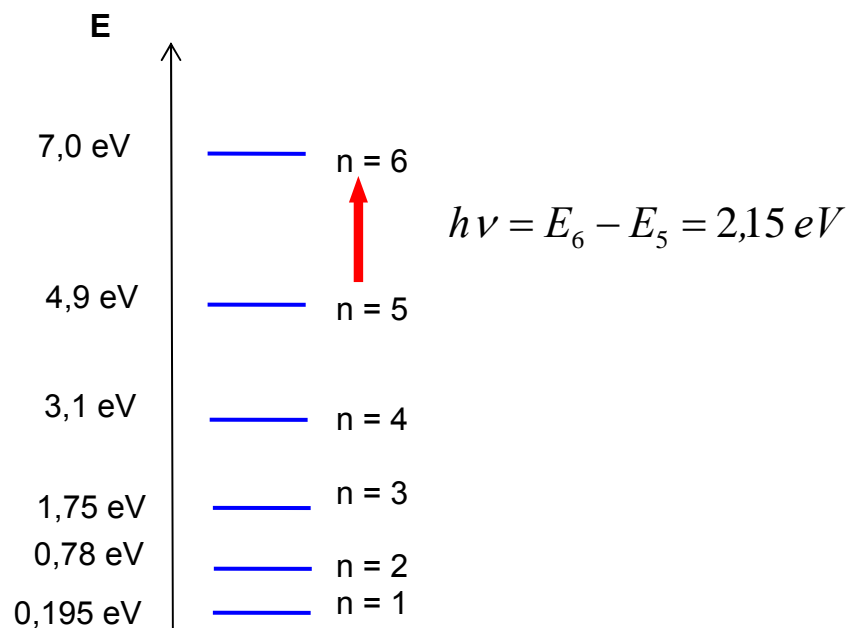 E
7,0 eV
n = 6
hν = E₆ − E₅ = 2,15 eV
4,9 eV
n = 5
3,1 eV
n = 4
1,75 eV
n = 3
0,78 eV
n = 2
0,195 eV
n = 1